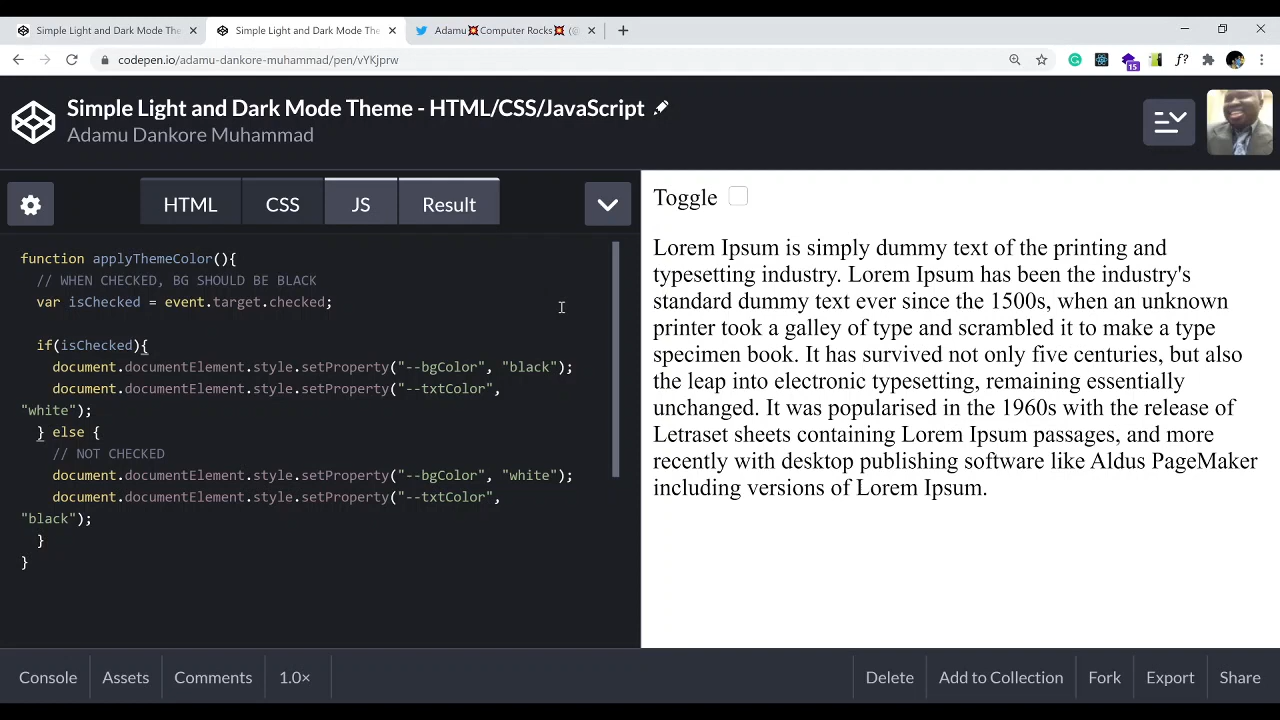 Simple Light and Dark Mode The
Simple Light and Dark Mode The
Adamu💥Computer Rocks💥 (@
codepen.io/adamu-dankore-muhammad/pen/vYKjprw
15
f?
Simple Light and Dark Mode Theme - HTML/CSS/JavaScript
Adamu Dankore Muhammad
HTML CSS JS Result
function applyThemeColor(){
// WHEN CHECKED, BG SHOULD BE BLACK
var isChecked = event.target.checked;
if(isChecked){
document.documentElement.style.setProperty("--bgColor", "black");
document.documentElement.style.setProperty("--txtColor",
"white");
} else {
// NOT CHECKED
document.documentElement.style.setProperty("--bgColor", "white");
document.documentElement.style.setProperty("--txtColor",
"black");
}
}
Toggle
Lorem Ipsum is simply dummy text of the printing and
typesetting industry. Lorem Ipsum has been the industry's
standard dummy text ever since the 1500s, when an unknown
printer took a galley of type and scrambled it to make a type
specimen book. It has survived not only five centuries, but also
the leap into electronic typesetting, remaining essentially
unchanged. It was popularised in the 1960s with the release of
Letraset sheets containing Lorem Ipsum passages, and more
recently with desktop publishing software like Aldus PageMaker
including versions of Lorem Ipsum.
Console Assets Comments 1.0× Delete Add to Collection Fork Export Share